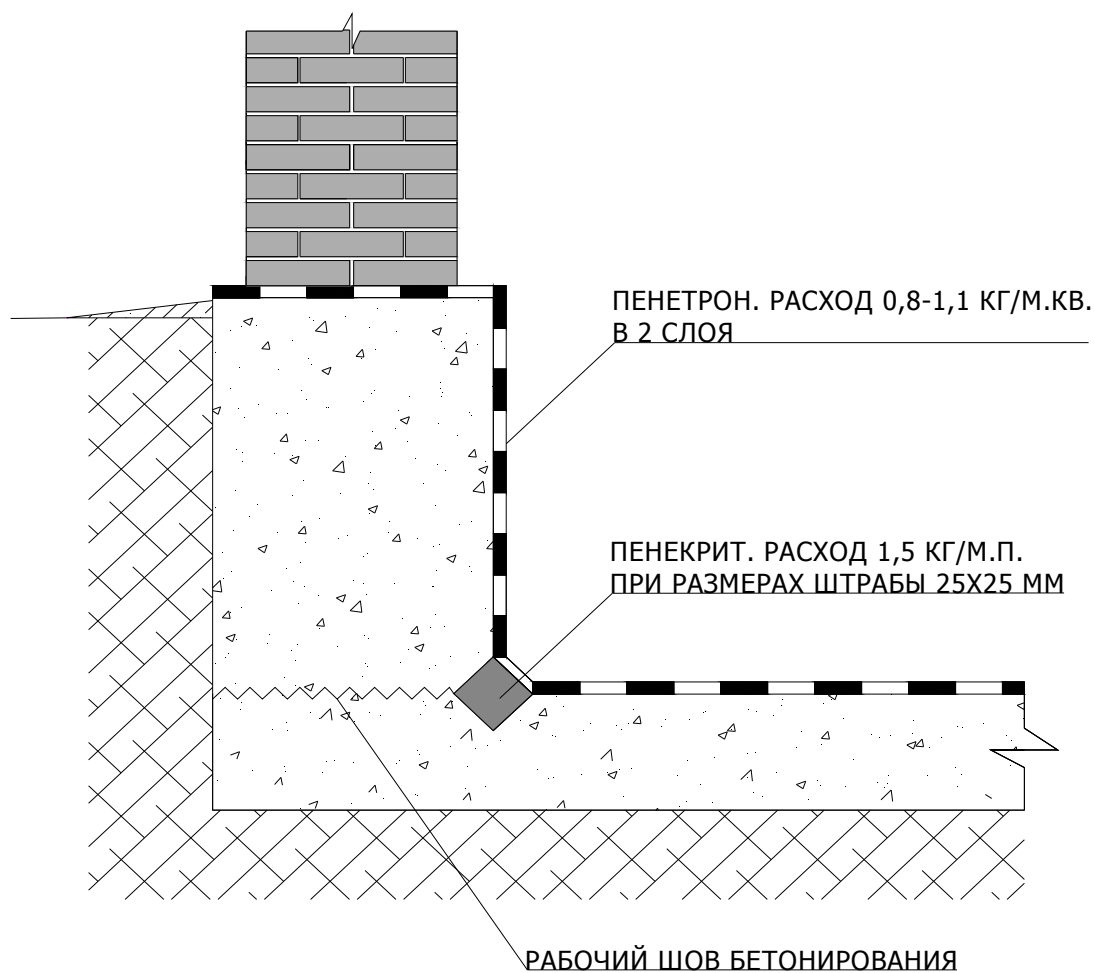 ПЕНЕТРОН. РАСХОД 0,8-1,1 КГ/М.КВ.
В 2 СЛОЯ
ПЕНЕКРИТ. РАСХОД 1,5 КГ/М.П.
ПРИ РАЗМЕРАХ ШТРАБЫ 25Х25 ММ
РАБОЧИЙ ШОВ БЕТОНИРОВАНИЯ